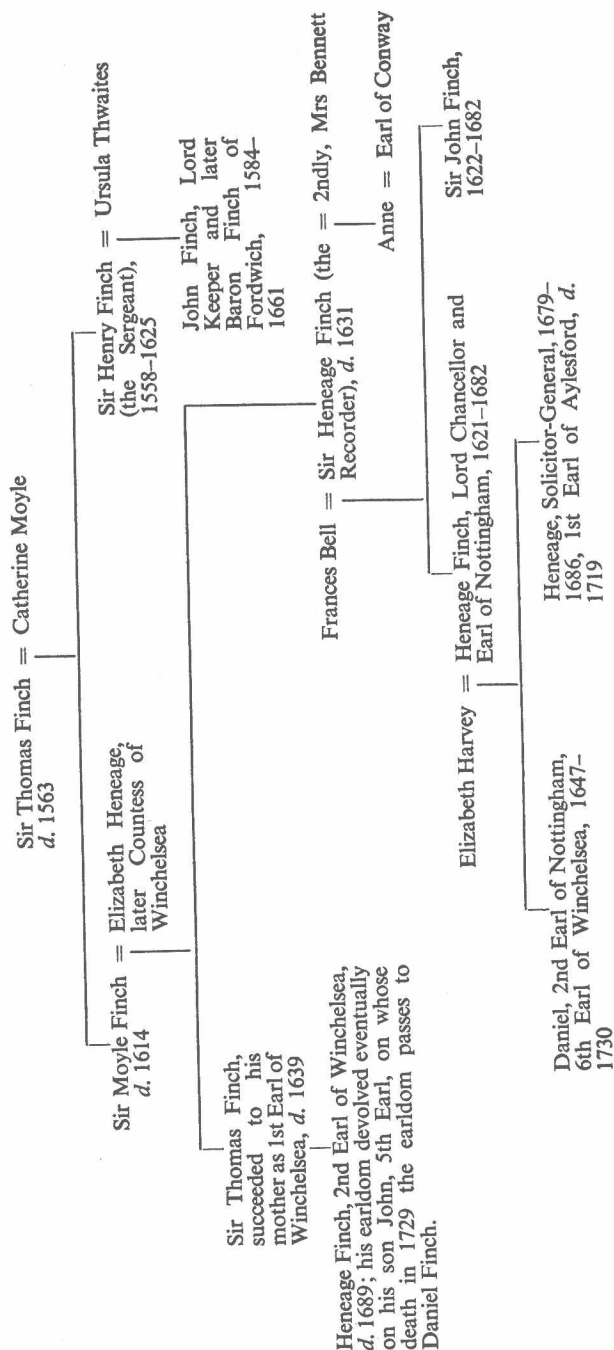 Sir Thomas Finch = Catherine Moyle
d. 1563
Sir Moyle Finch = Elizabeth Heneage,
d. 1614
later Countess of
Winchelsea
Sir Henry Finch = Ursula Thwaites
(the Sergeant),
1558–1625
John Finch, Lord
Keeper and later
Baron Finch of
Fordwich, 1584–
1661
Sir Thomas Finch,
succeeded to his
mother as 1st Earl of
Winchelsea, d. 1639
Frances Bell = Sir Heneage Finch (the = 2ndly, Mrs Bennett
Recorder), d. 1631
Heneage Finch, 2nd Earl of Winchelsea,
d. 1689; his earldom devolved eventually
on his son John, 5th Earl, on whose
death in 1729 the earldom passes to
Daniel Finch.
Anne = Earl of Conway
Elizabeth Harvey = Heneage Finch, Lord Chancellor and
Earl of Nottingham, 1621–1682
Sir John Finch,
1622–1682
Daniel, 2nd Earl of Nottingham,
6th Earl of Winchelsea, 1647–
1730
Heneage, Solicitor-General, 1679–
1686, 1st Earl of Aylesford, d.
1719